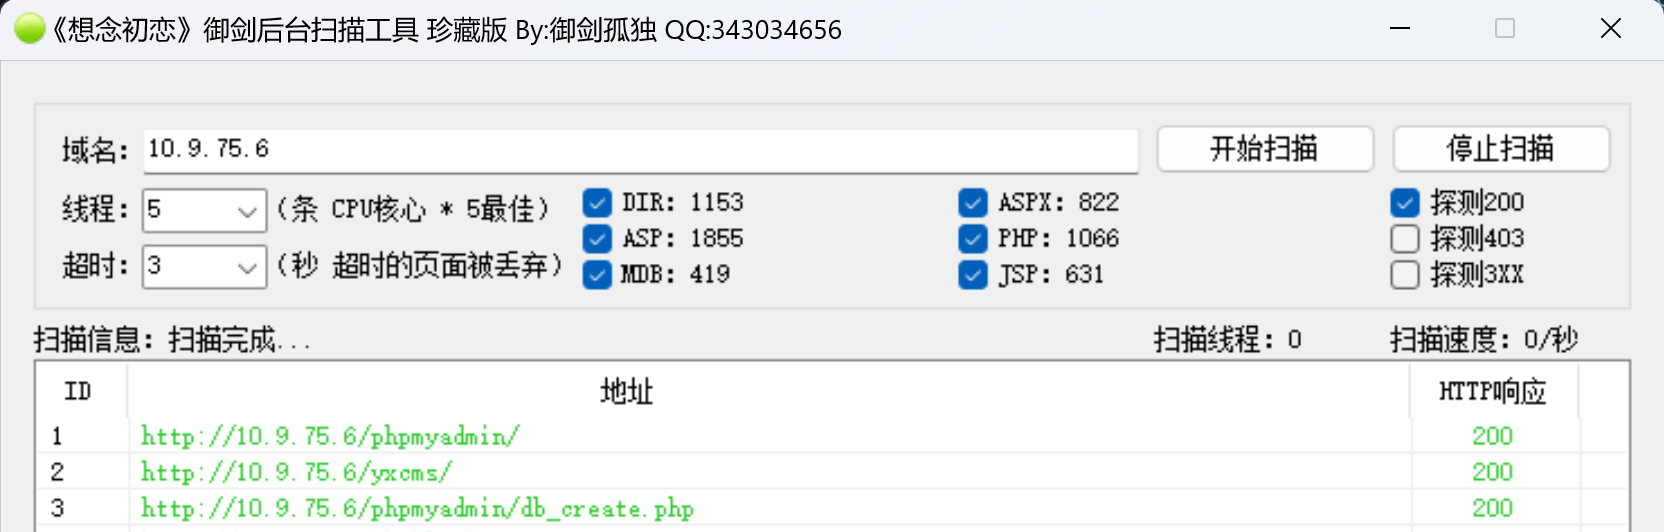 《想念初恋》御剑后台扫描工具 珍藏版 By:御剑孤独 QQ:343034656
域名: 10.9.75.6 开始扫描 停止扫描
线程: 5 (条 CPU核心 * 5最佳) DIR: 1153 ASPX: 822 探测200
ASP: 1855 PHP: 1066 探测403
超时: 3 (秒 超时的页面被丢弃) MDB: 419 JSP: 631 探测3XX
扫描信息: 扫描完成... 扫描线程: 0 扫描速度: 0/秒
ID 地址 HTTP响应
1 http://10.9.75.6/phpmyadmin/ 200
2 http://10.9.75.6/yxcms/ 200
3 http://10.9.75.6/phpmyadmin/db_create.php 200